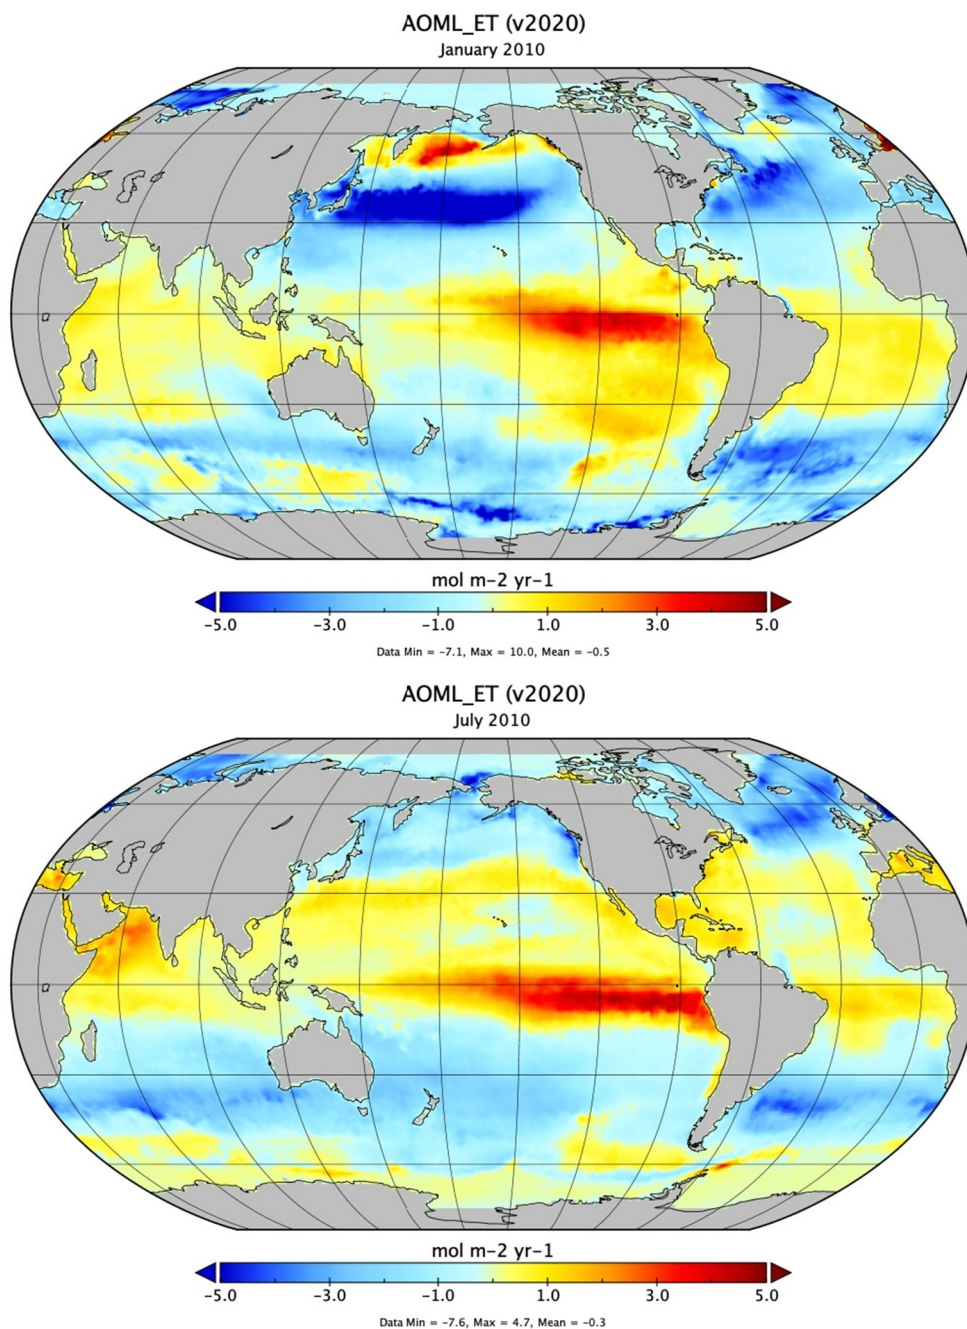 AOML_ET (v2020)
January 2010
mol m−2 yr−1
−5.0 −3.0 −1.0 1.0 3.0 5.0
Data Min = −7.1, Max = 10.0, Mean = −0.5
AOML_ET (v2020)
July 2010
mol m−2 yr−1
−5.0 −3.0 −1.0 1.0 3.0 5.0
Data Min = −7.6, Max = 4.7, Mean = −0.3